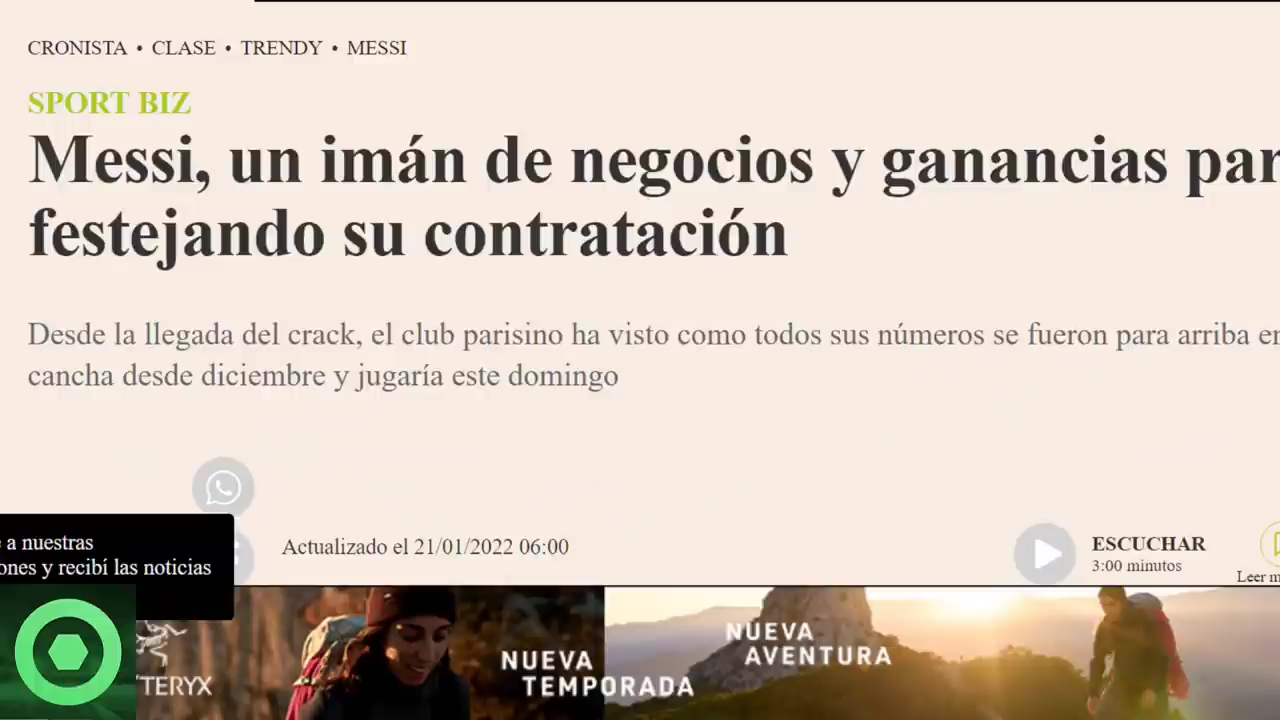 CRONISTA • CLASE • TRENDY • MESSI
SPORT BIZ
Messi, un imán de negocios y ganancias par
festejando su contratación
Desde la llegada del crack, el club parisino ha visto como todos sus números se fueron para arriba en
cancha desde diciembre y jugaría este domingo
a nuestras
ones y recibí las noticias
Actualizado el 21/01/2022 06:00
ESCUCHAR
3:00 minutos
Leer m
TERYX
NUEVA
TEMPORADA
NUEVA
AVENTURA